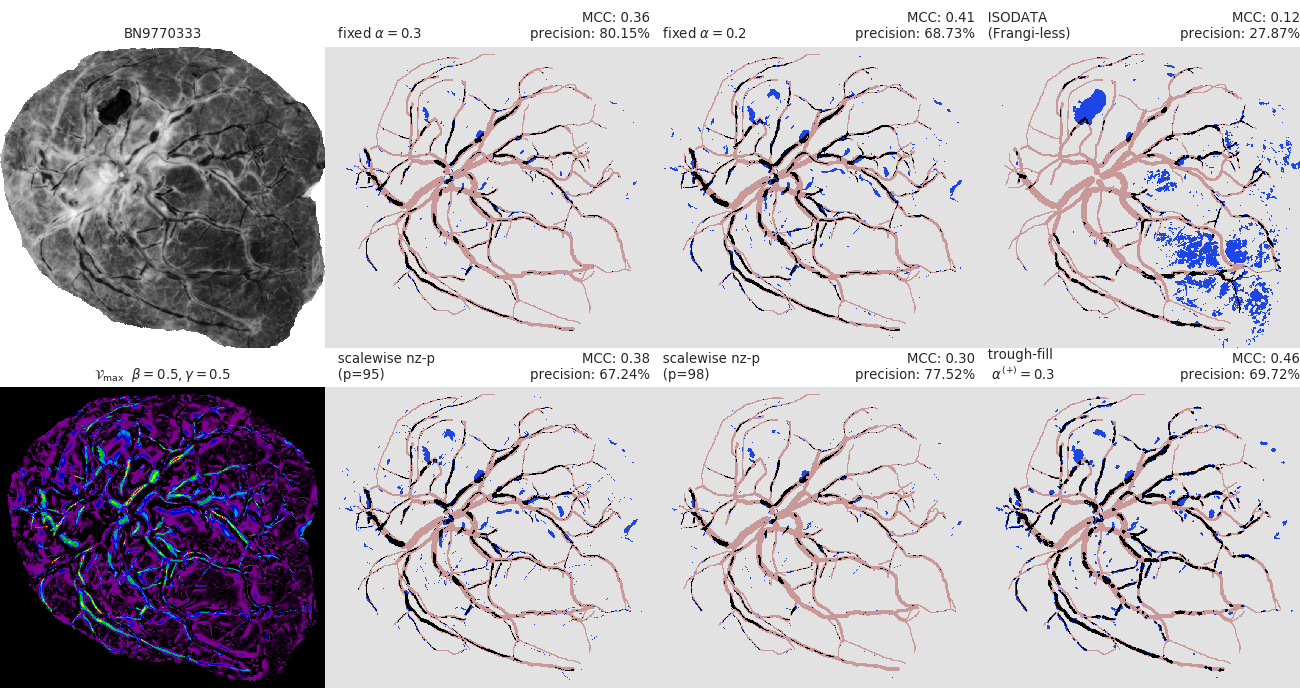 BN9770333
fixed α = 0.3
MCC: 0.36
precision: 80.15%
fixed α = 0.2
MCC: 0.41
precision: 68.73%
ISODATA
(Frangi-less)
MCC: 0.12
precision: 27.87%
𝒱max β = 0.5, γ = 0.5
scalewise nz-p
(p=95)
MCC: 0.38
precision: 67.24%
scalewise nz-p
(p=98)
MCC: 0.30
precision: 77.52%
trough-fill
α(+) = 0.3
MCC: 0.46
precision: 69.72%